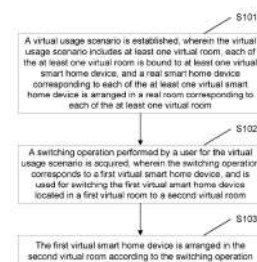 S101
A virtual usage scenario is established, wherein the virtual
usage scenario includes at least one virtual room, each of
the at least one virtual room is bound to at least one virtual
smart home device, and a real smart home device
corresponding to each of the at least one virtual smart
home device is arranged in a real room corresponding to
each of the at least one virtual room
S102
A switching operation performed by a user for the virtual
usage scenario is acquired, wherein the switching operation
corresponds to a first virtual smart home device, and is
used for switching the first virtual smart home device
located in a first virtual room to a second virtual room
S103
The first virtual smart home device is arranged in the
second virtual room according to the switching operation